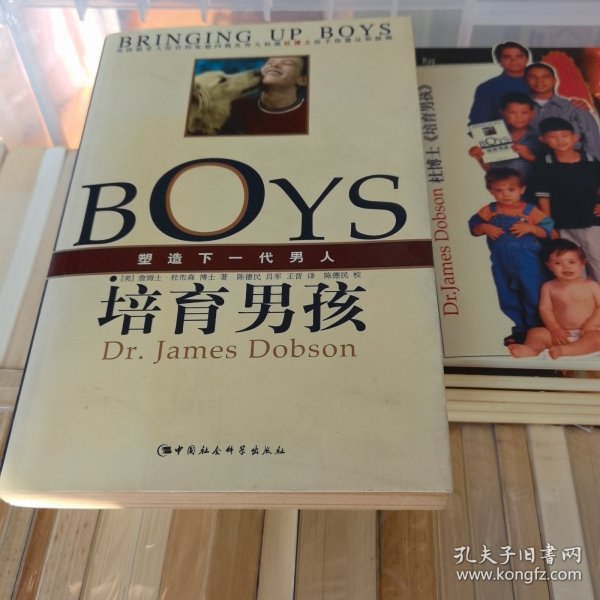 BRINGING UP BOYS
BOYS
塑造下一代男人
[美] 詹姆士·杜布森 博士 著 陈德民 吕军 王晋 译 陈德民 校
培育男孩
Dr. James Dobson
中国社会科学出版社
Dr.James Dobson 杜博士《培育男孩》
BOYS
孔夫子旧书网
www.kongfz.com